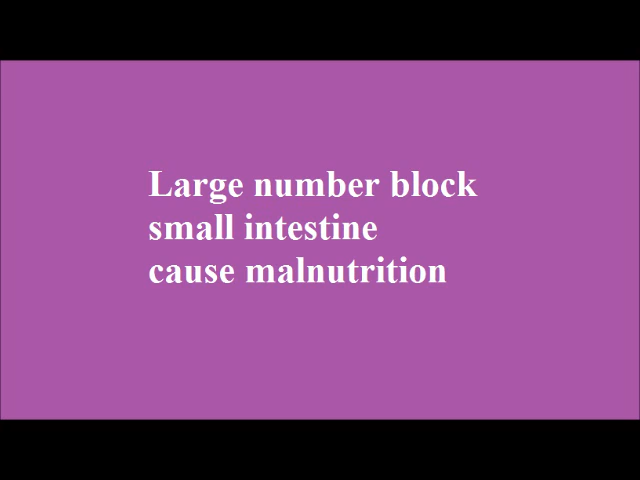 Large number block
small intestine
cause malnutrition